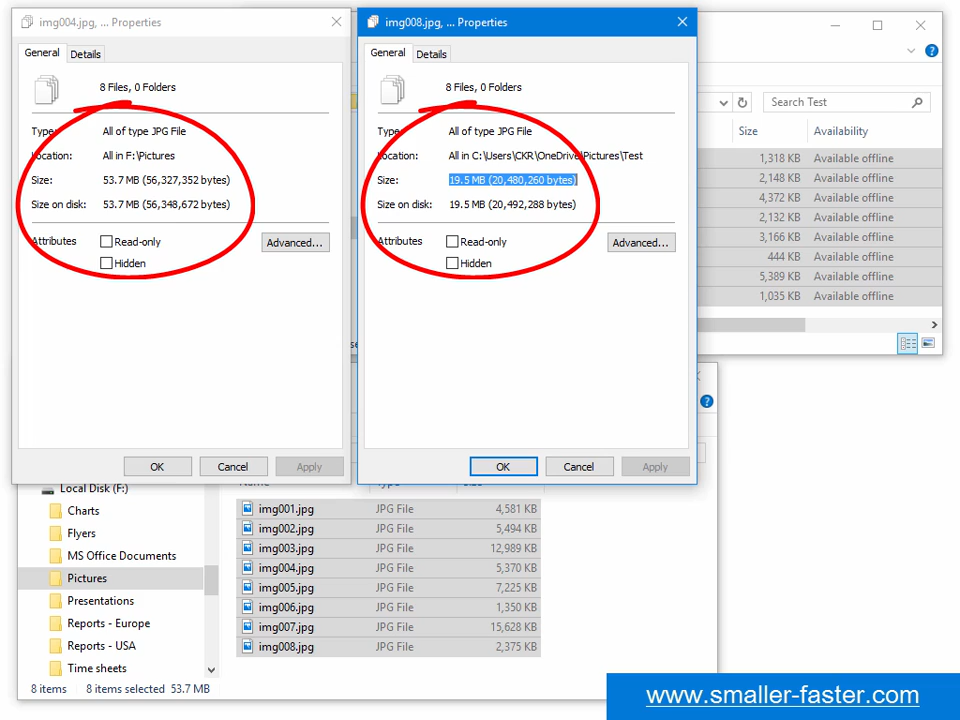 img004.jpg, ... Properties
General
Details
8 Files, 0 Folders
Type:
All of type JPG File
Location:
All in F:\Pictures
Size:
53.7 MB (56,327,352 bytes)
Size on disk:
53.7 MB (56,348,672 bytes)
Attributes
Read-only
Advanced...
Hidden
OK
Cancel
Apply
img008.jpg, ... Properties
General
Details
8 Files, 0 Folders
Type:
All of type JPG File
Location:
All in C:\Users\CKR\OneDrive\Pictures\Test
Size:
19.5 MB (20,480,260 bytes)
Size on disk:
19.5 MB (20,492,288 bytes)
Attributes
Read-only
Advanced...
Hidden
OK
Cancel
Apply
Search Test
Size
Availability
1,318 KB Available offline
2,148 KB Available offline
4,372 KB Available offline
2,132 KB Available offline
3,166 KB Available offline
444 KB Available offline
5,389 KB Available offline
1,035 KB Available offline
Local Disk (F:)
Charts
Flyers
MS Office Documents
Pictures
Presentations
Reports - Europe
Reports - USA
Time sheets
img001.jpg JPG File 4,581 KB
img002.jpg JPG File 5,494 KB
img003.jpg JPG File 12,989 KB
img004.jpg JPG File 5,370 KB
img005.jpg JPG File 7,225 KB
img006.jpg JPG File 1,350 KB
img007.jpg JPG File 15,628 KB
img008.jpg JPG File 2,375 KB
8 items 8 items selected 53.7 MB
www.smaller-faster.com